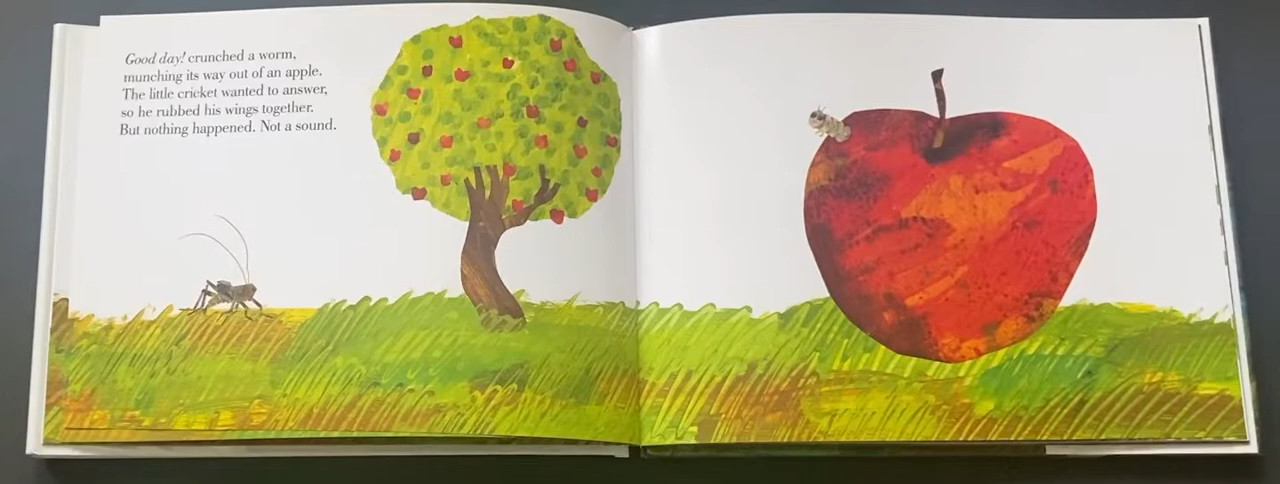 Good day! crunched a worm,
munching its way out of an apple.
The little cricket wanted to answer,
so he rubbed his wings together.
But nothing happened. Not a sound.